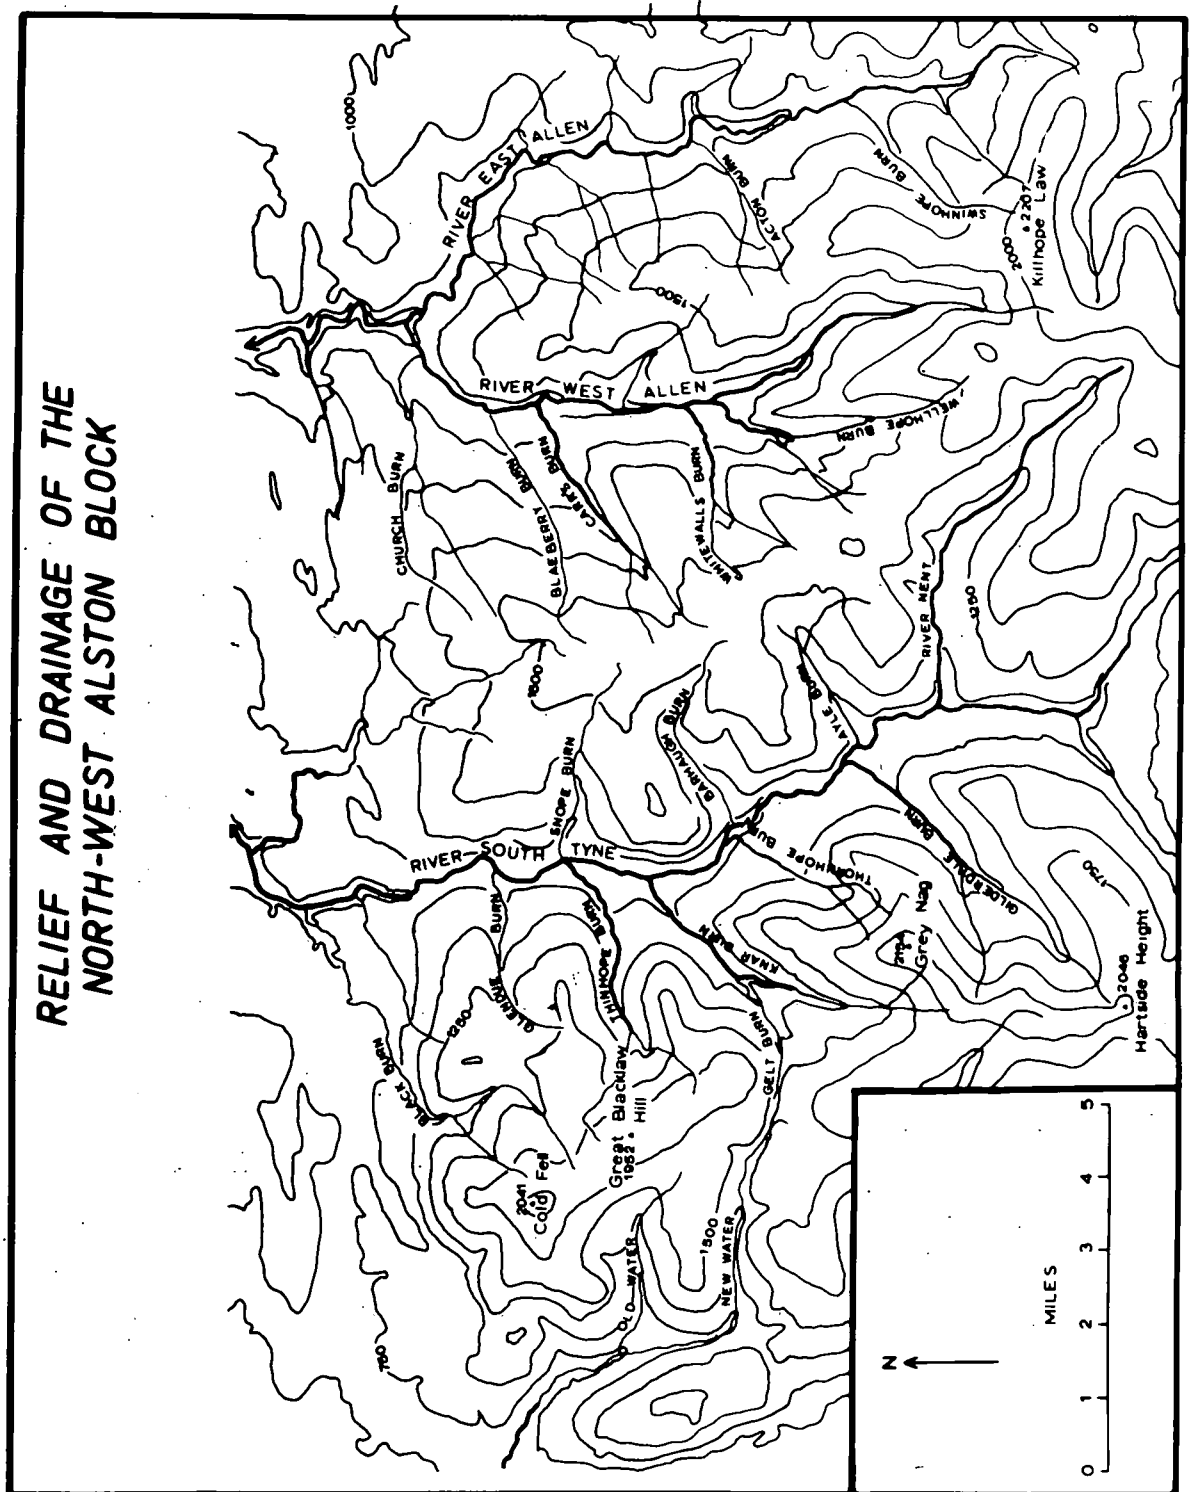 RELIEF AND DRAINAGE OF THE
NORTH-WEST ALSTON BLOCK
1000
RIVER EAST ALLEN
ACTON BURN
SWINHOPE BURN
2207
Killhope Law
2000
1500
RIVER WEST ALLEN
CHURCH BURN
BLAEBERRY BURN
CARR'S BURN
WHITEWALLS BURN
WELLHOPE BURN
RIVER NENT
1250
1500
SNOPE BURN
BARHAUGH BURN
AYLE BURN
RIVER SOUTH TYNE
GLENDUE BURN
THINHOPE BURN
KNAR BURN
THORNHOPE BURN
GILDERDALE BURN
1750
Grey Nag
2046
Hartside Height
BLACK BURN
1250
Great Blacklaw
Hill
1952
GELT BURN
2041
Cold Fell
OLD WATER
NEW WATER
1500
750
N
MILES
0 1 2 3 4 5